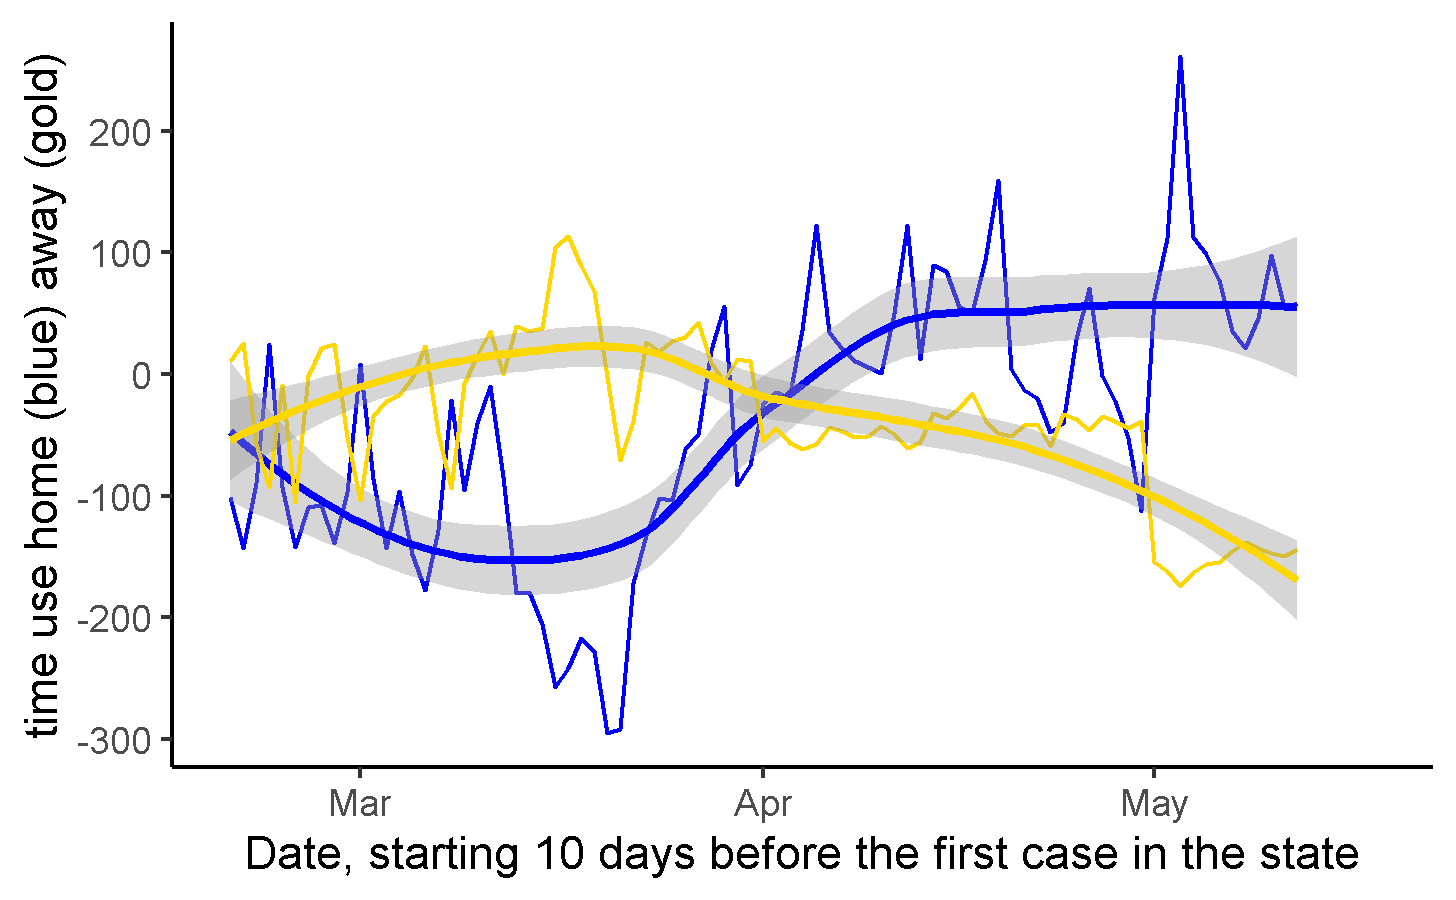 time use home (blue) away (gold)
200
100
0
-100
-200
-300
Mar Apr May
Date, starting 10 days before the first case in the state